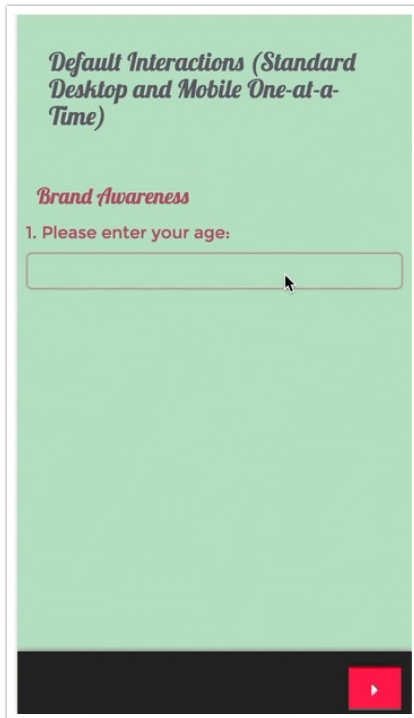 Default Interactions (Standard
Desktop and Mobile One-at-a-
Time)
Brand Awareness
1. Please enter your age: